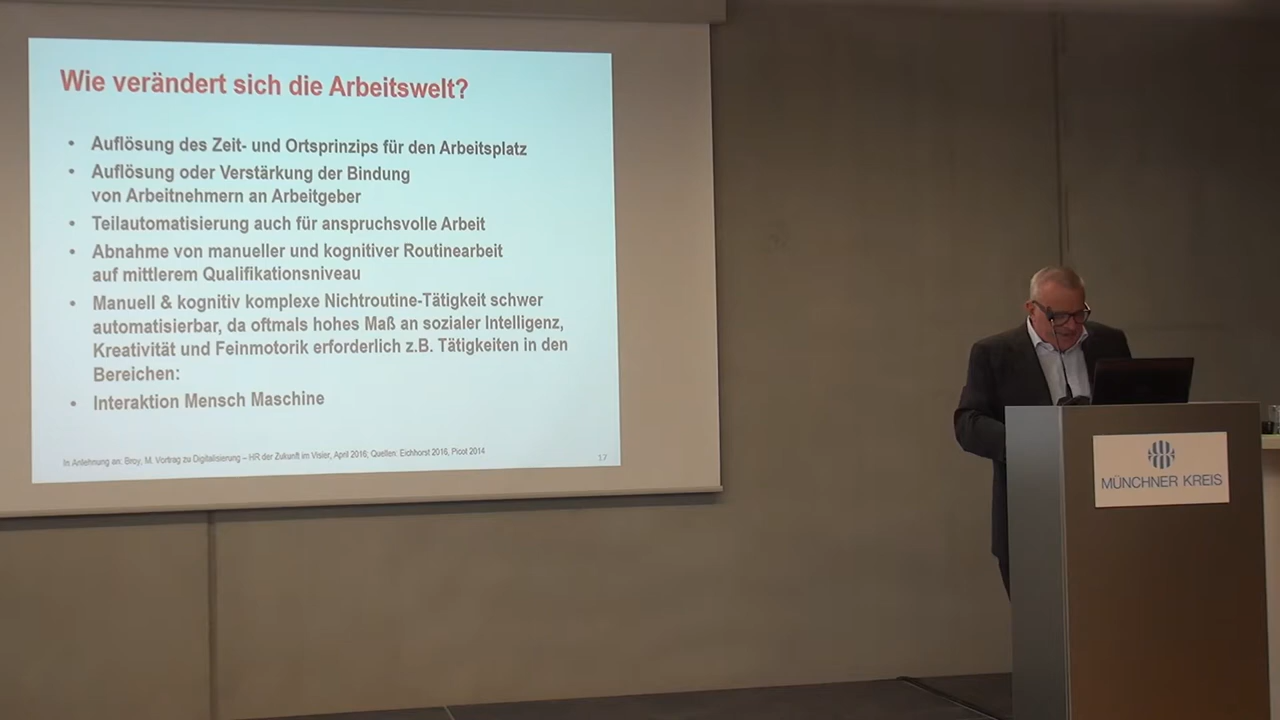 Wie verändert sich die Arbeitswelt?
• Auflösung des Zeit- und Ortsprinzips für den Arbeitsplatz
• Auflösung oder Verstärkung der Bindung
von Arbeitnehmern an Arbeitgeber
• Teilautomatisierung auch für anspruchsvolle Arbeit
• Abnahme von manueller und kognitiver Routinearbeit
auf mittlerem Qualifikationsniveau
• Manuell & kognitiv komplexe Nichtroutine-Tätigkeit schwer
automatisierbar, da oftmals hohes Maß an sozialer Intelligenz,
Kreativität und Feinmotorik erforderlich z.B. Tätigkeiten in den
Bereichen:
• Interaktion Mensch Maschine
In Anlehnung an: Broy, M. Vortrag zu Digitalisierung – HR der Zukunft im Visier, April 2016, Quellen: Eichhorst 2016, Picot 2014
17
MÜNCHNER KREIS